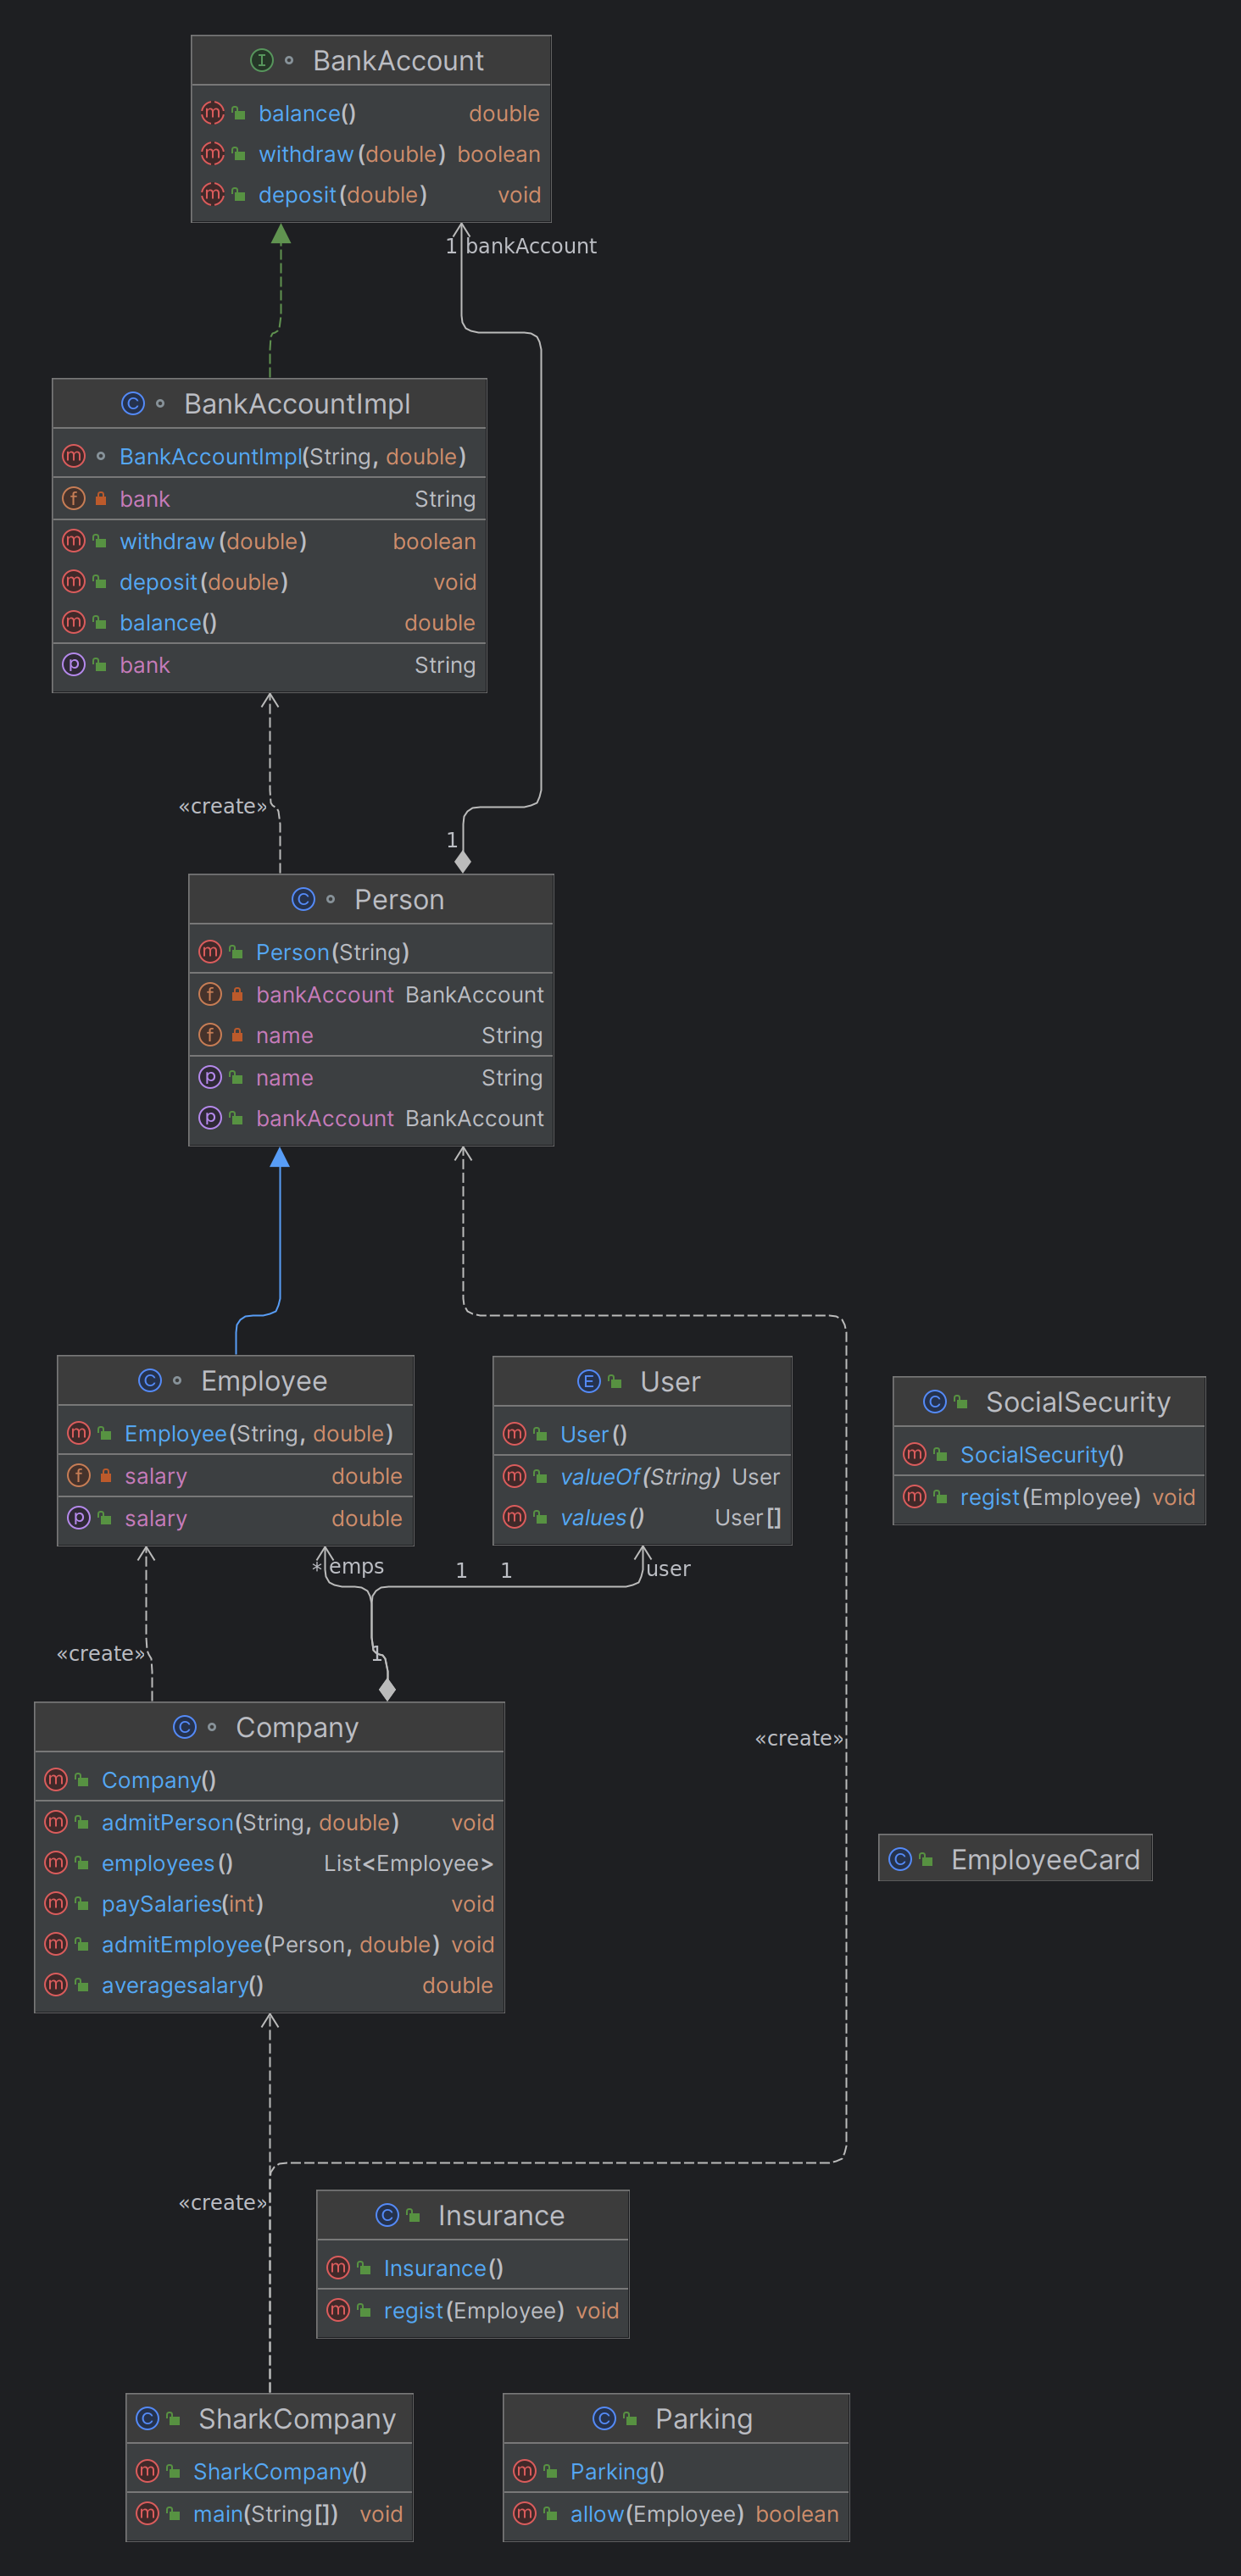 BankAccount
balance() double
withdraw(double) boolean
deposit(double) void
1 bankAccount
BankAccountImpl
BankAccountImpl(String, double)
bank String
withdraw(double) boolean
deposit(double) void
balance() double
bank String
«create»
1
Person
Person(String)
bankAccount BankAccount
name String
name String
bankAccount BankAccount
Employee
Employee(String, double)
salary double
salary double
User
User()
valueOf(String) User
values() User[]
SocialSecurity
SocialSecurity()
regist(Employee) void
* emps
1 1
user
«create»
1
Company
Company()
admitPerson(String, double) void
employees() List<Employee>
paySalaries(int) void
admitEmployee(Person, double) void
averagesalary() double
«create»
EmployeeCard
«create»
Insurance
Insurance()
regist(Employee) void
SharkCompany
SharkCompany()
main(String[]) void
Parking
Parking()
allow(Employee) boolean